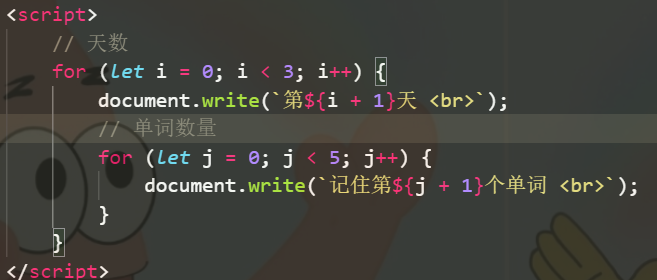 <script>
// 天数
for (let i = 0; i < 3; i++) {
document.write(`第${i + 1}天 <br>`);
// 单词数量
for (let j = 0; j < 5; j++) {
document.write(`记住第${j + 1}个单词 <br>`);
}
}
</script>